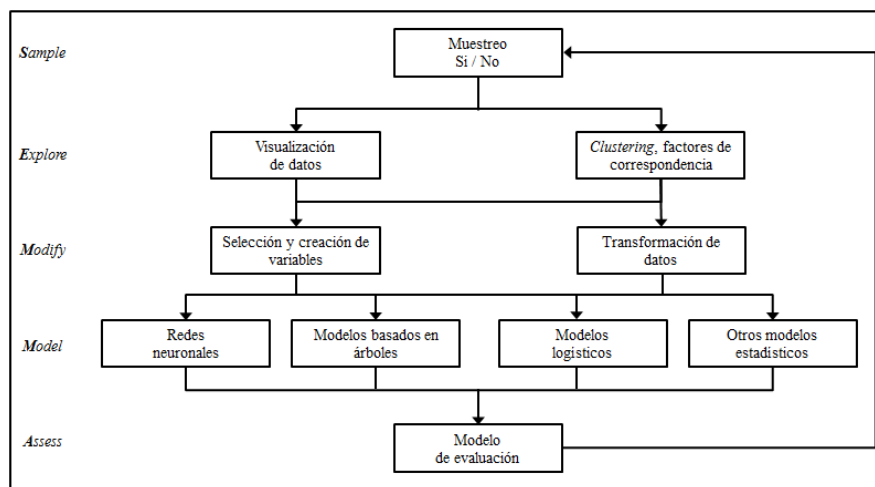 Sample
Muestreo
Si / No
Explore
Visualización
de datos
Clustering, factores de
correspondencia
Modify
Selección y creación de
variables
Transformación de
datos
Model
Redes
neuronales
Modelos basados en
árboles
Modelos
logísticos
Otros modelos
estadísticos
Assess
Modelo
de evaluación